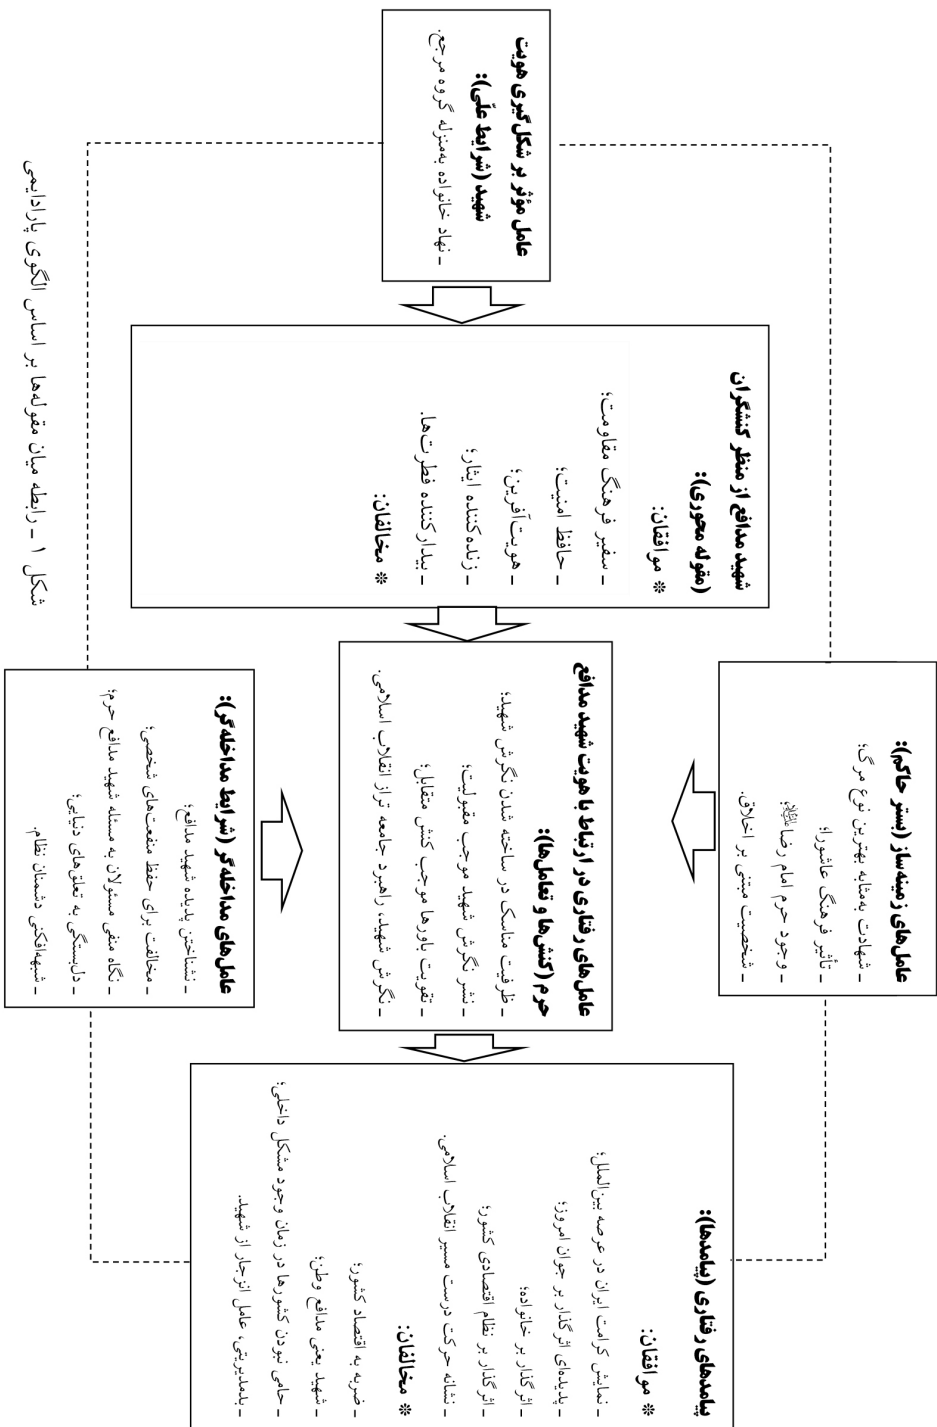 عامل مؤثر بر شکل‌گیری هویت
شهید (شرایط علّی):
ـ نهاد خانواده به‌منزله گروه مرجع.
شهید مدافع از منظر کنشگران
(مقوله محوری):
❊ موافقان:
ـ سفیر فرهنگ مقاومت؛
ـ حافظ امنیت؛
ـ هویت‌آفرین؛
ـ زنده‌کننده ایثار؛
ـ بیدارکننده فطرت‌ها.
❊ مخالفان:
عامل‌های زمینه‌ساز (بستر حاکم):
ـ شهادت به‌مثابه بهترین نوع مرگ؛
ـ تأثیر فرهنگ عاشورا؛
ـ وجود حرم امام رضا؛
ـ شخصیت مبتنی بر اخلاق.
عامل‌های رفتاری در ارتباط با هویت شهید مدافع
حرم (کنش‌ها و تعامل‌ها):
ـ ظرفیت مناسک در ساخته شدن نگرش شهید؛
ـ نشر نگرش شهید موجب مقبولیت؛
ـ تقویت باورها موجب کنش متقابل؛
ـ نگرش شهید، راهبرد جامعه تراز انقلاب اسلامی.
عامل‌های مداخله‌گر (شرایط مداخله‌گر):
ـ نشناختن پدیده شهید مدافع؛
ـ مخالفت برای حفظ منفعت‌های شخصی؛
ـ نگاه منفی مسئولان به مسئله شهید مدافع حرم؛
ـ دل‌بستگی به تعلق‌های دنیایی؛
ـ شبهه‌افکنی دشمنان نظام.
پیامدهای رفتاری (پیامدها):
❊ موافقان:
ـ نمایش کرامت ایران در عرصه بین‌الملل؛
ـ پدیده‌ای اثرگذار بر جوان امروز؛
ـ اثرگذار بر خانواده؛
ـ اثرگذار بر نظام اقتصادی کشور؛
ـ نشانه حرکت درست مسیر انقلاب اسلامی.
❊ مخالفان:
ـ ضربه به اقتصاد کشور؛
ـ شهید یعنی مدافع وطن؛
ـ حامی نبودن کشورها در زمان وجود مشکل داخلی؛
ـ بدمدیریتی، عامل انزجار از شهید.
شکل ۱ ـ رابطه میان مقوله‌ها بر اساس الگوی پارادایمی